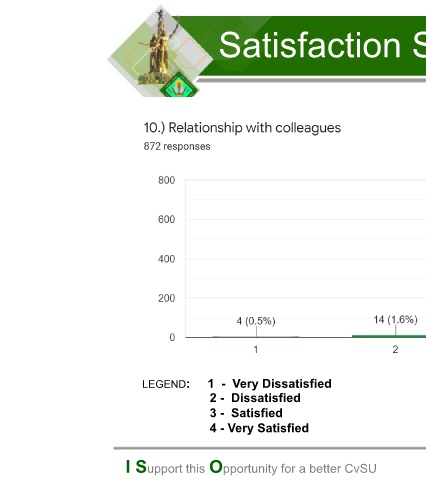 Satisfaction S
10.) Relationship with colleagues
872 responses
800
600
400
200
4 (0.5%) 14 (1.6%)
0
1 2
LEGEND: 1 - Very Dissatisfied
2 - Dissatisfied
3 - Satisfied
4 - Very Satisfied
I Support this Opportunity for a better CvSU